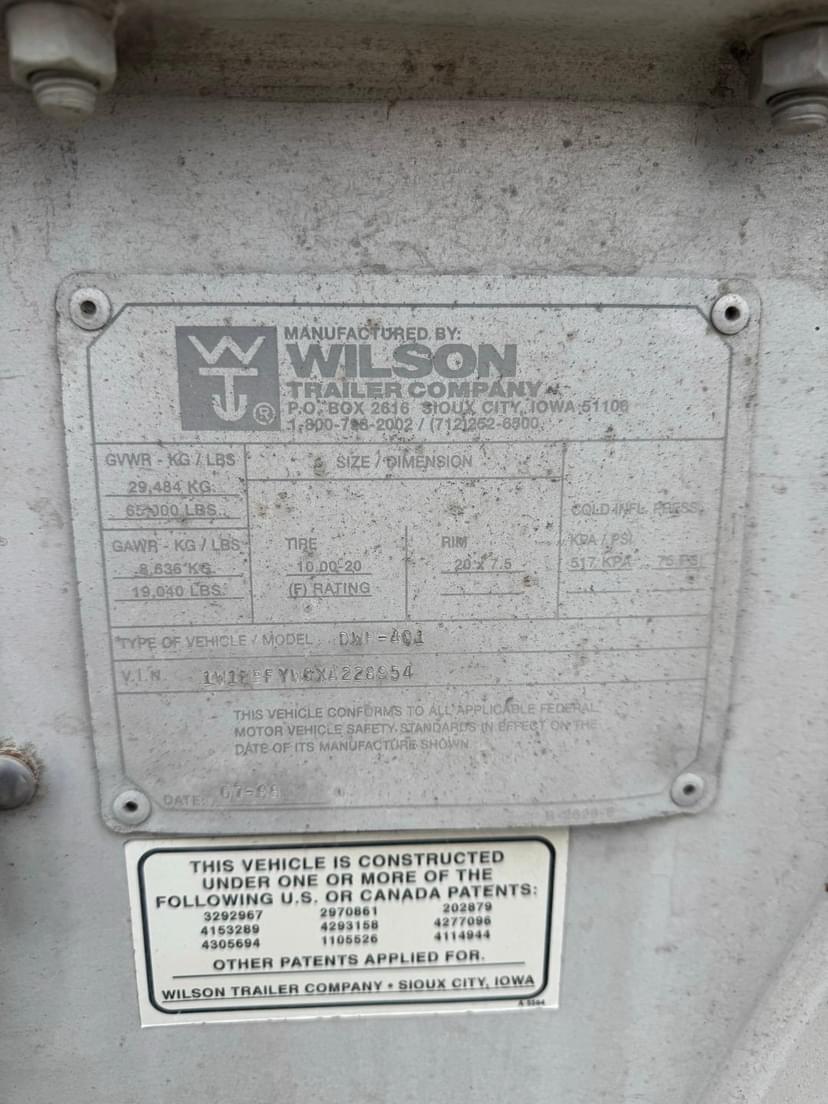 MANUFACTURED BY:
WILSON
TRAILER COMPANY
P.O. BOX 2616 SIOUX CITY, IOWA 51106
/ (712)252-6500
GVWR - KG / LBS
SIZE / DIMENSION
29,484 KG.
65,000 LBS.
COLD INFL. PRESS.
GAWR - KG / LBS
TIRE
RIM
KPA / PSI
8,636 KG
10.00-20
20 x 7.5
517 KPA 75 PSI
19,040 LBS.
(F) RATING
TYPE OF VEHICLE / MODEL
V.I.N.
THIS VEHICLE CONFORMS TO ALL APPLICABLE FEDERAL
MOTOR VEHICLE SAFETY STANDARDS IN EFFECT ON THE
DATE OF ITS MANUFACTURE SHOWN
DATE:
THIS VEHICLE IS CONSTRUCTED
UNDER ONE OR MORE OF THE
FOLLOWING U.S. OR CANADA PATENTS:
3292967 2970861 202879
4153289 4293158 4277096
4305694 1105526 4114944
OTHER PATENTS APPLIED FOR.
WILSON TRAILER COMPANY • SIOUX CITY, IOWA